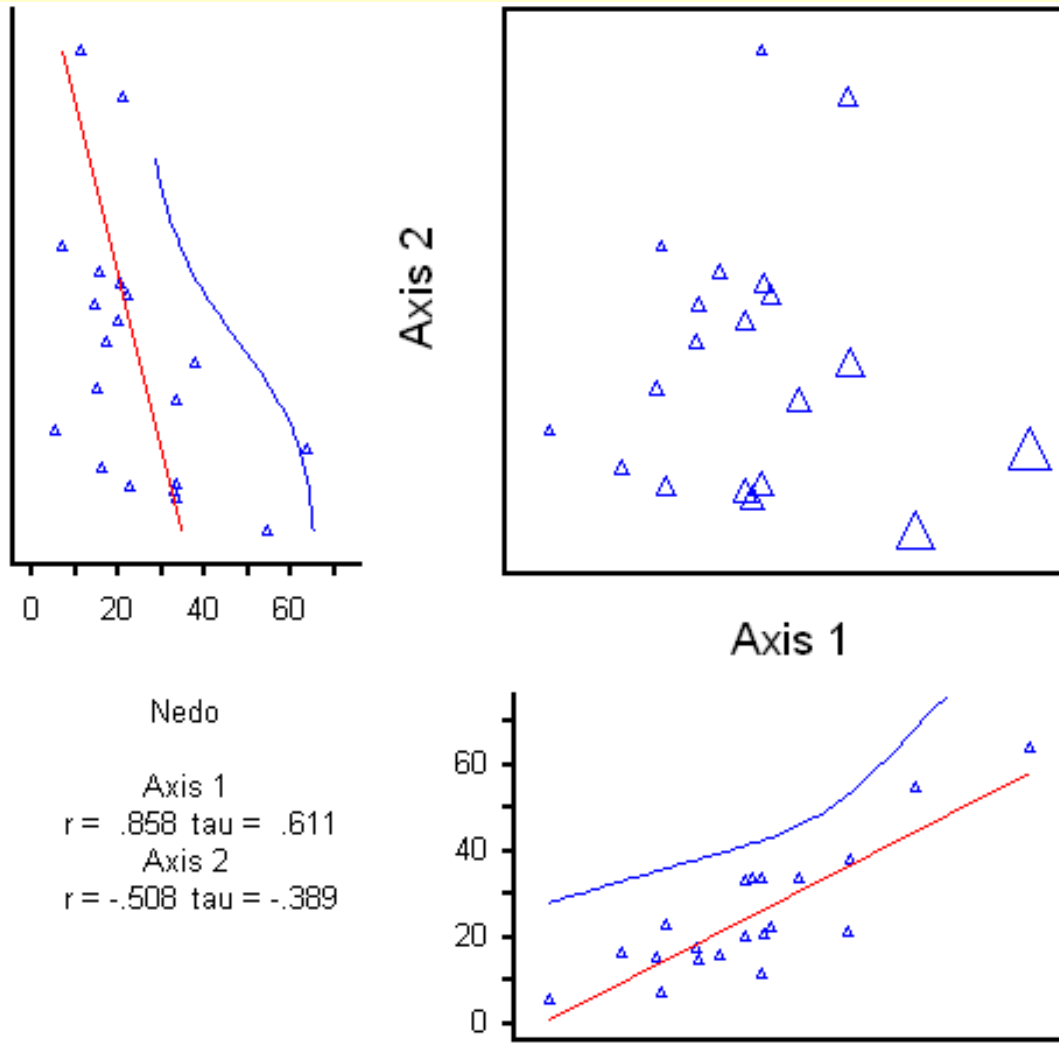 Axis 2
0 20 40 60
Axis 1
Nedo
Axis 1
r = .858 tau = .611
Axis 2
r = -.508 tau = -.389
60
40
20
0